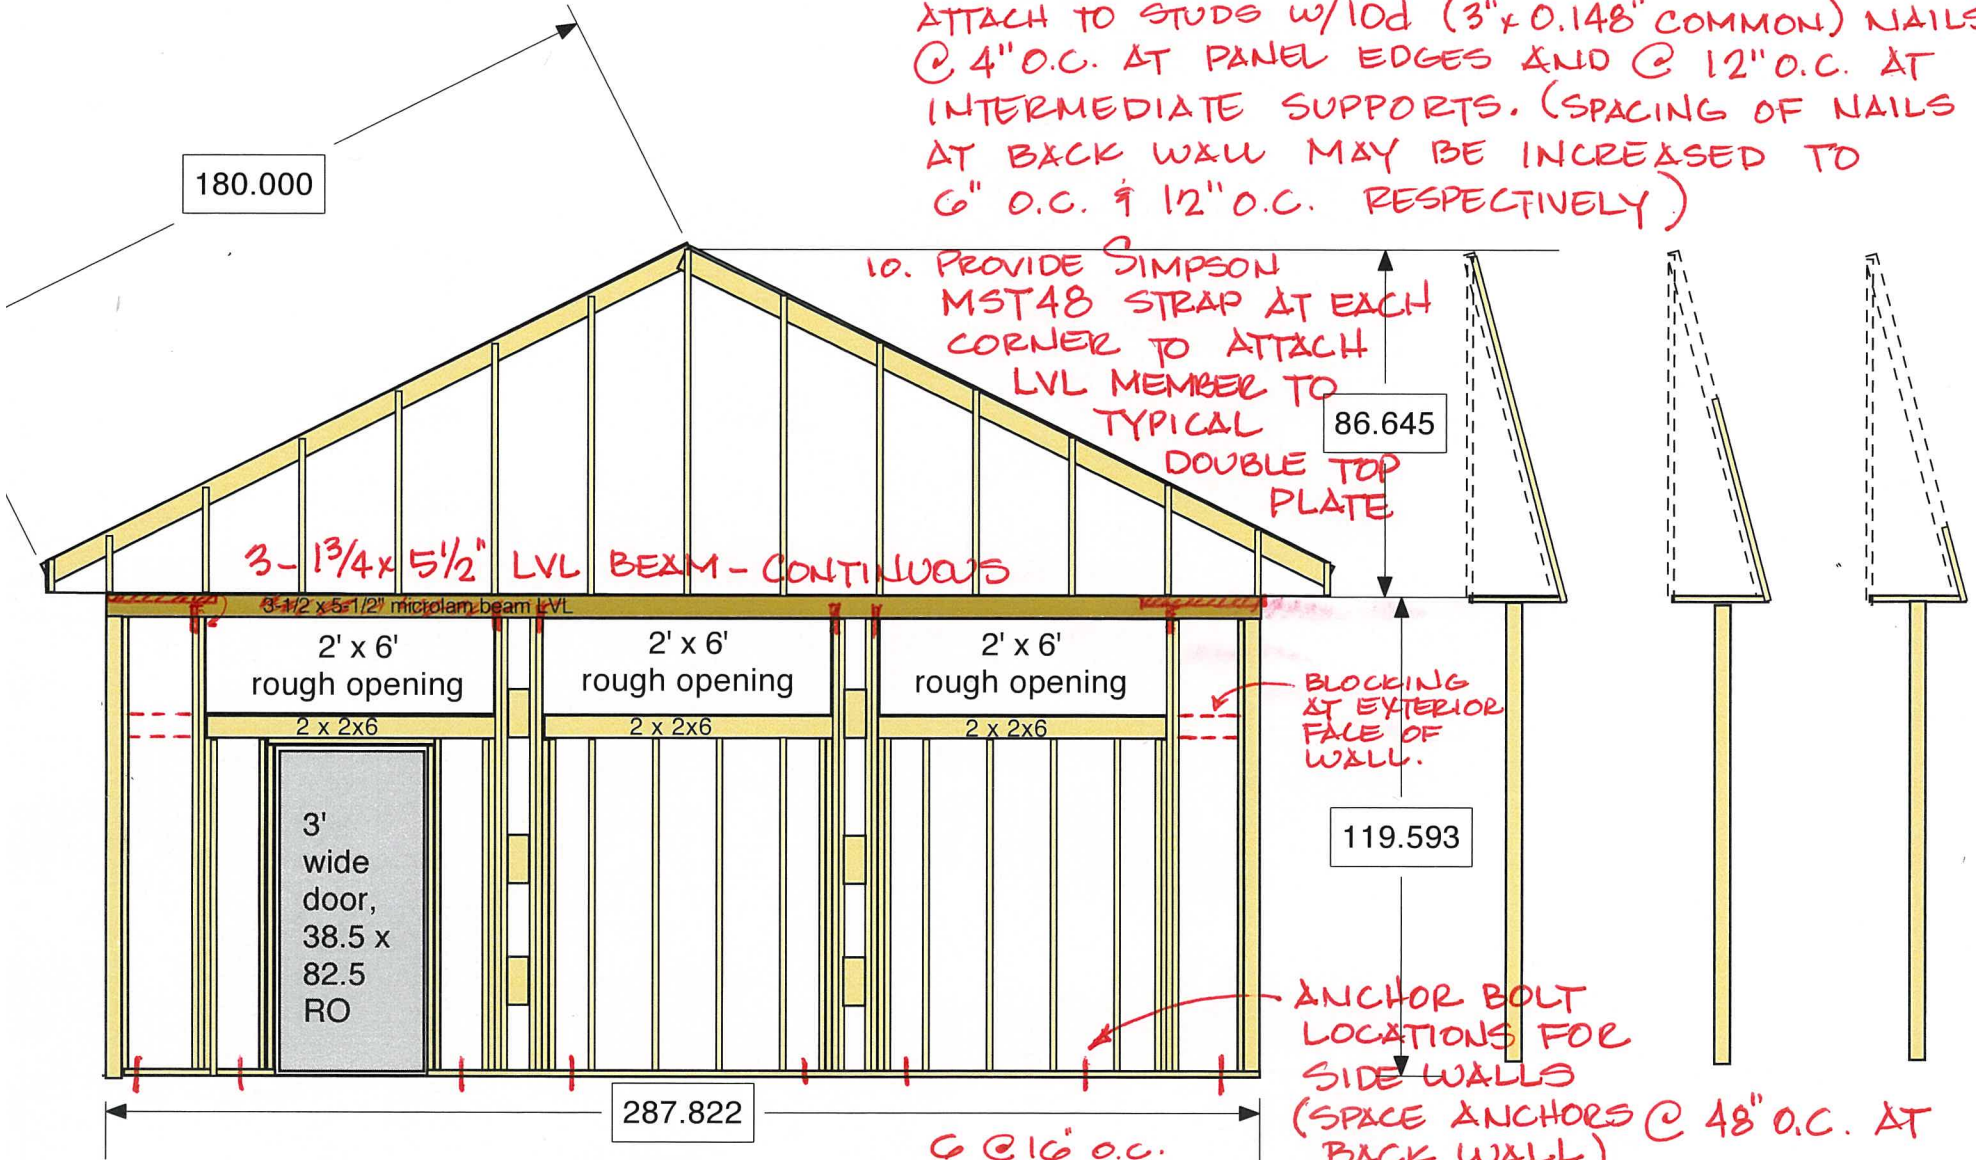 ATTACH TO STUDS W/10d (3"x 0.148" COMMON) NAILS
@ 4" O.C. AT PANEL EDGES AND @ 12" O.C. AT
INTERMEDIATE SUPPORTS. (SPACING OF NAILS
AT BACK WALL MAY BE INCREASED TO
6" O.C. & 12" O.C. RESPECTIVELY)
180.000
10. PROVIDE SIMPSON
MST48 STRAP AT EACH
CORNER TO ATTACH
LVL MEMBER TO
TYPICAL
DOUBLE TOP
PLATE
86.645
3- 1 3/4 x 5 1/2" LVL BEAM - CONTINUOUS
3-1/2 x 5-1/2" microlam beam LVL
2' x 6'
rough opening
2' x 6'
rough opening
2' x 6'
rough opening
2 x 2x6
2 x 2x6
2 x 2x6
BLOCKING
AT EXTERIOR
FACE OF
WALL.
3'
wide
door,
38.5 x
82.5
RO
119.593
ANCHOR BOLT
LOCATIONS FOR
SIDE WALLS
(SPACE ANCHORS @ 48" O.C. AT
BACK WALL)
287.822
6 @ 16" O.C.